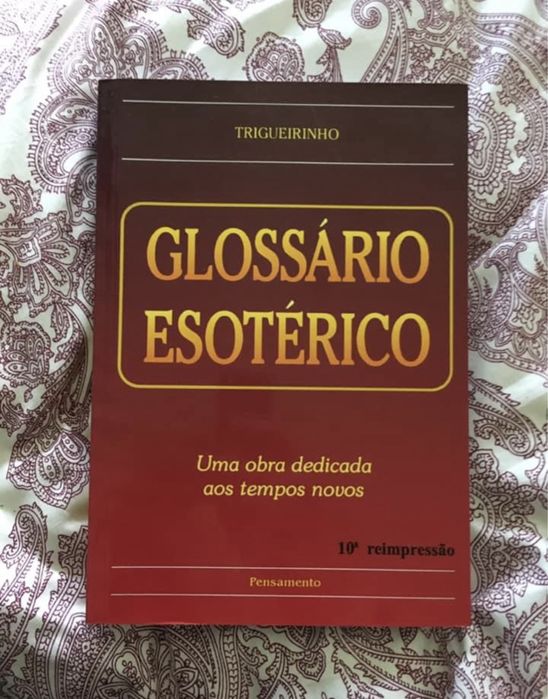 TRIGUEIRINHO
GLOSSÁRIO
ESOTÉRICO
Uma obra dedicada
aos tempos novos
10ª reimpressão
Pensamento